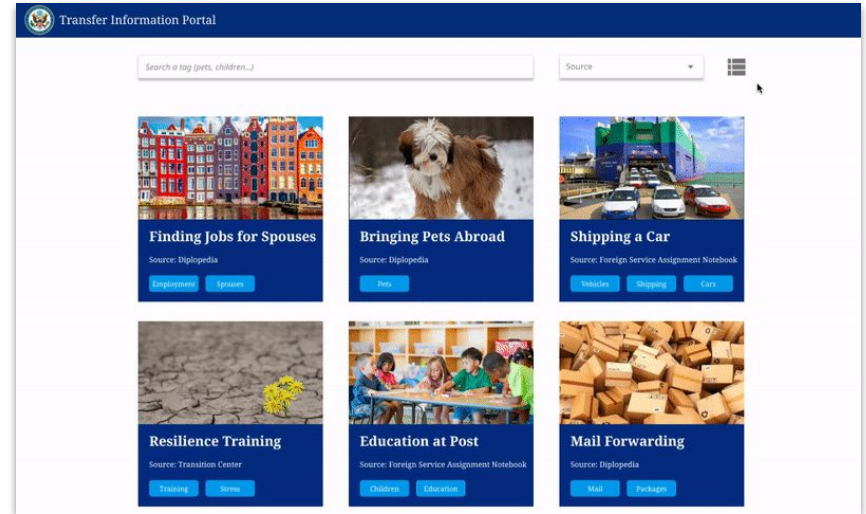 Transfer Information Portal
Search a tag (pets, children...)
Source
Finding Jobs for Spouses
Source: Diplopedia
Employment
Spouses
Bringing Pets Abroad
Source: Diplopedia
Pets
Shipping a Car
Source: Foreign Service Assignment Notebook
Vehicles
Shipping
Cars
Resilience Training
Source: Transition Center
Training
Stress
Education at Post
Source: Foreign Service Assignment Notebook
Children
Education
Mail Forwarding
Source: Diplopedia
Mail
Packages